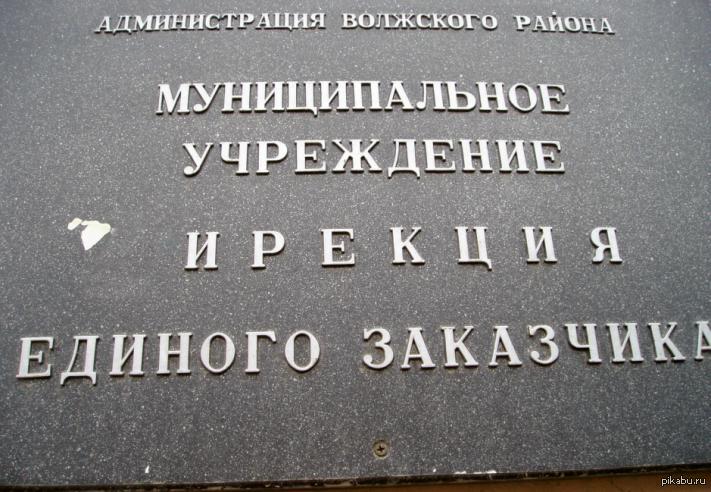 АДМИНИСТРАЦИЯ ВОЛЖСКОГО РАЙОНА
МУНИЦИПАЛЬНОЕ
УЧРЕЖДЕНИЕ
ИРЕКЦИЯ
ЕДИНОГО ЗАКАЗЧИКА
pikabu.ru